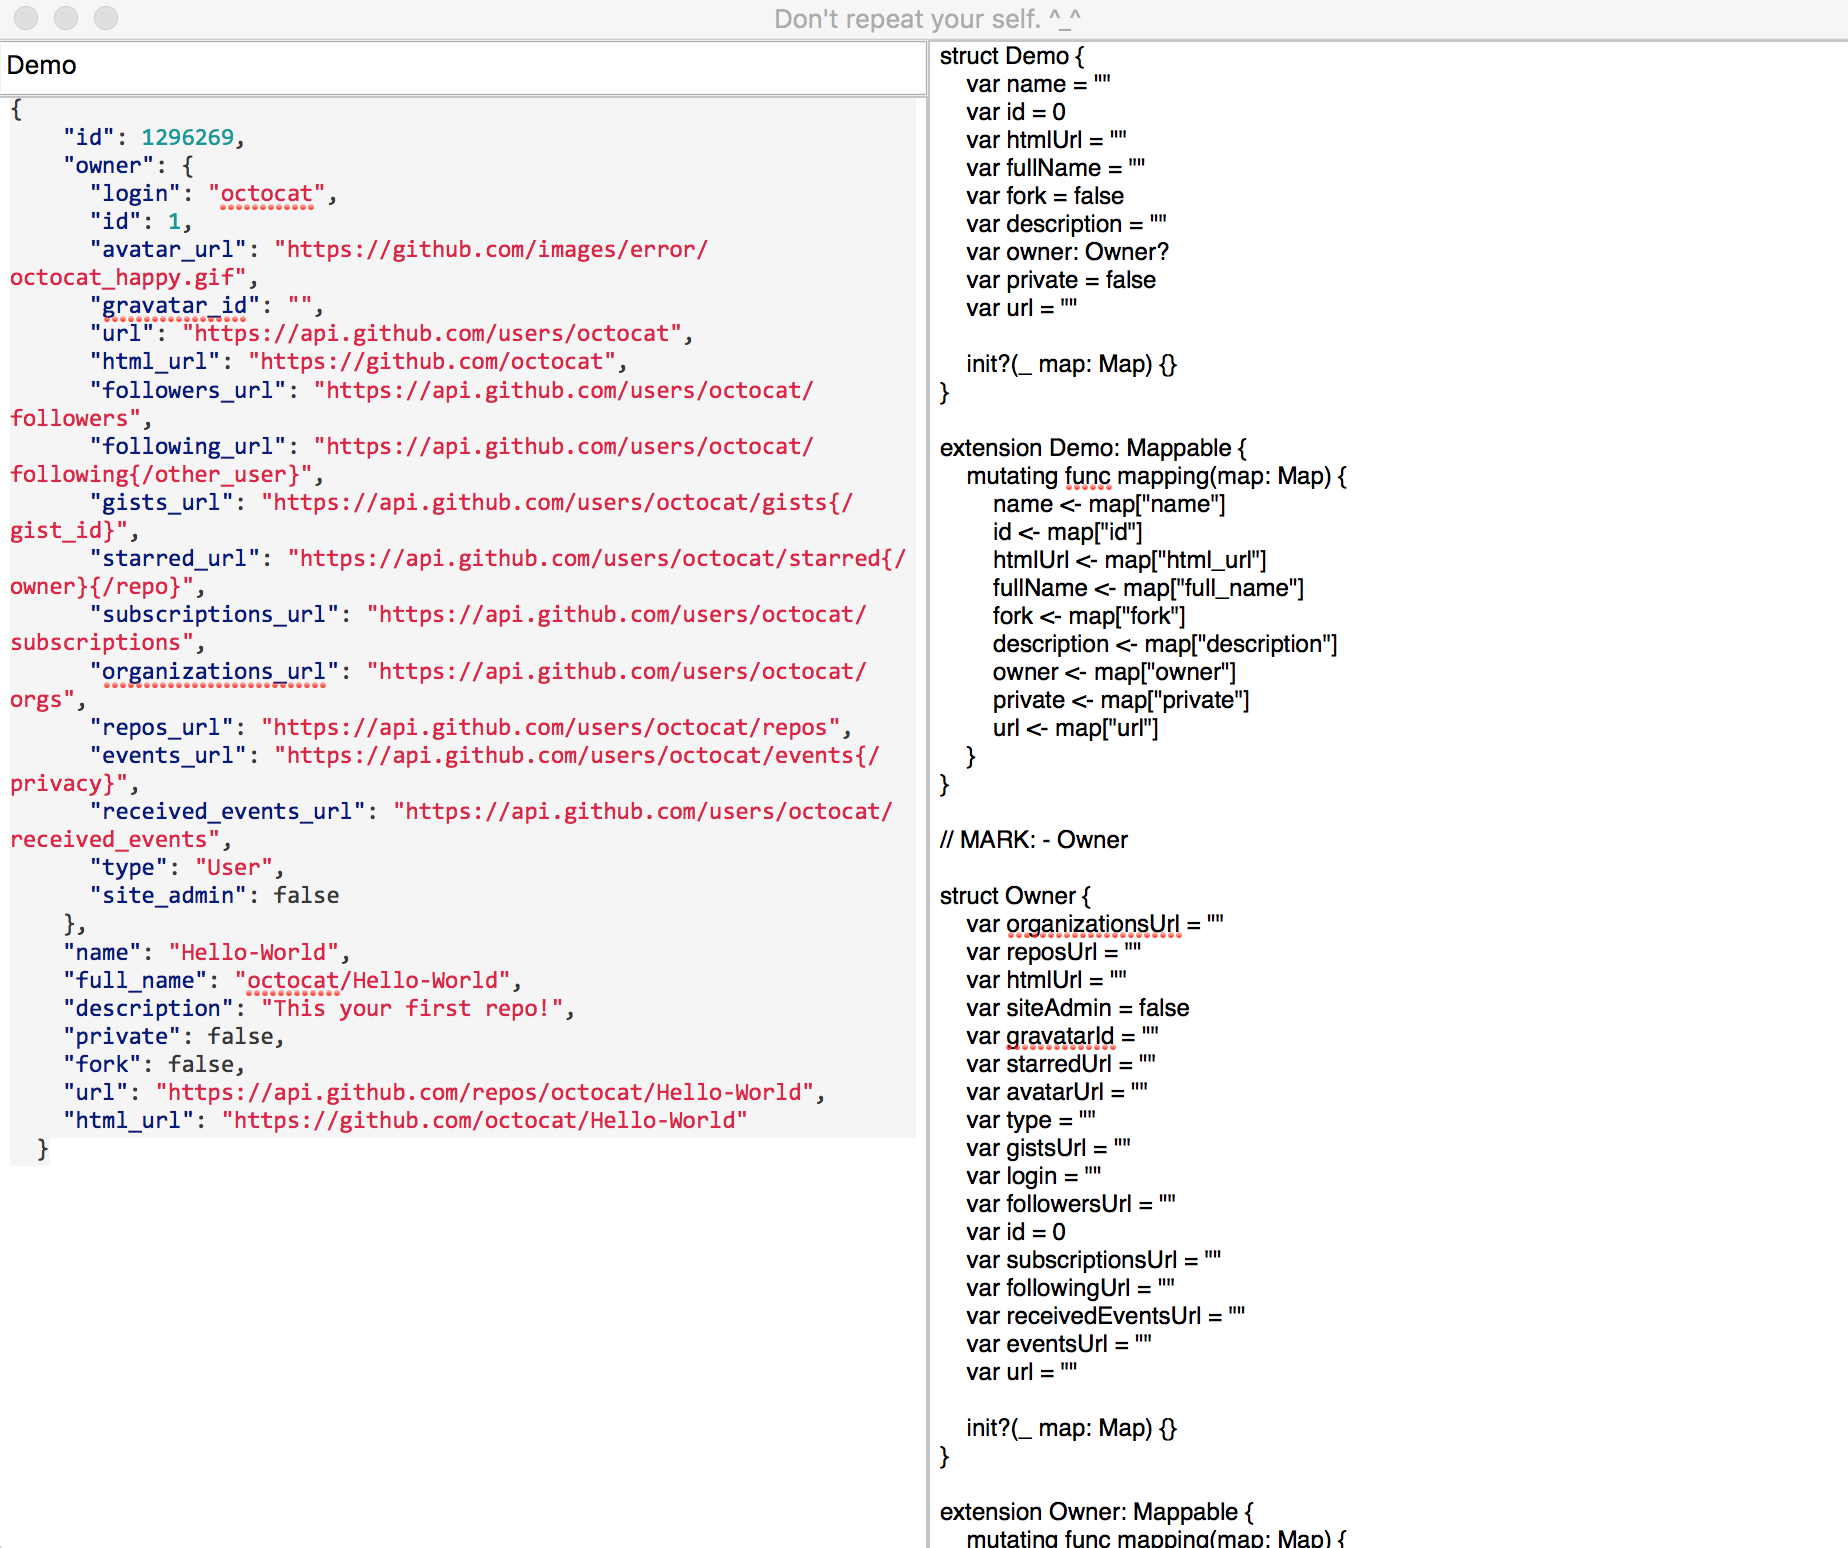 Don't repeat your self. ^_^
Demo
{
    "id": 1296269,
    "owner": {
      "login": "octocat",
      "id": 1,
      "avatar_url": "https://github.com/images/error/
octocat_happy.gif",
      "gravatar_id": "",
      "url": "https://api.github.com/users/octocat",
      "html_url": "https://github.com/octocat",
      "followers_url": "https://api.github.com/users/octocat/
followers",
      "following_url": "https://api.github.com/users/octocat/
following{/other_user}",
      "gists_url": "https://api.github.com/users/octocat/gists{/
gist_id}",
      "starred_url": "https://api.github.com/users/octocat/starred{/
owner}{/repo}",
      "subscriptions_url": "https://api.github.com/users/octocat/
subscriptions",
      "organizations_url": "https://api.github.com/users/octocat/
orgs",
      "repos_url": "https://api.github.com/users/octocat/repos",
      "events_url": "https://api.github.com/users/octocat/events{/
privacy}",
      "received_events_url": "https://api.github.com/users/octocat/
received_events",
      "type": "User",
      "site_admin": false
    },
    "name": "Hello-World",
    "full_name": "octocat/Hello-World",
    "description": "This your first repo!",
    "private": false,
    "fork": false,
    "url": "https://api.github.com/repos/octocat/Hello-World",
    "html_url": "https://github.com/octocat/Hello-World"
  }
struct Demo {
    var name = ""
    var id = 0
    var htmlUrl = ""
    var fullName = ""
    var fork = false
    var description = ""
    var owner: Owner?
    var private = false
    var url = ""
    init?(_ map: Map) {}
}
extension Demo: Mappable {
    mutating func mapping(map: Map) {
        name <- map["name"]
        id <- map["id"]
        htmlUrl <- map["html_url"]
        fullName <- map["full_name"]
        fork <- map["fork"]
        description <- map["description"]
        owner <- map["owner"]
        private <- map["private"]
        url <- map["url"]
    }
}
// MARK: - Owner
struct Owner {
    var organizationsUrl = ""
    var reposUrl = ""
    var htmlUrl = ""
    var siteAdmin = false
    var gravatarId = ""
    var starredUrl = ""
    var avatarUrl = ""
    var type = ""
    var gistsUrl = ""
    var login = ""
    var followersUrl = ""
    var id = 0
    var subscriptionsUrl = ""
    var followingUrl = ""
    var receivedEventsUrl = ""
    var eventsUrl = ""
    var url = ""
    init?(_ map: Map) {}
}
extension Owner: Mappable {
    mutating func mapping(map: Map) {